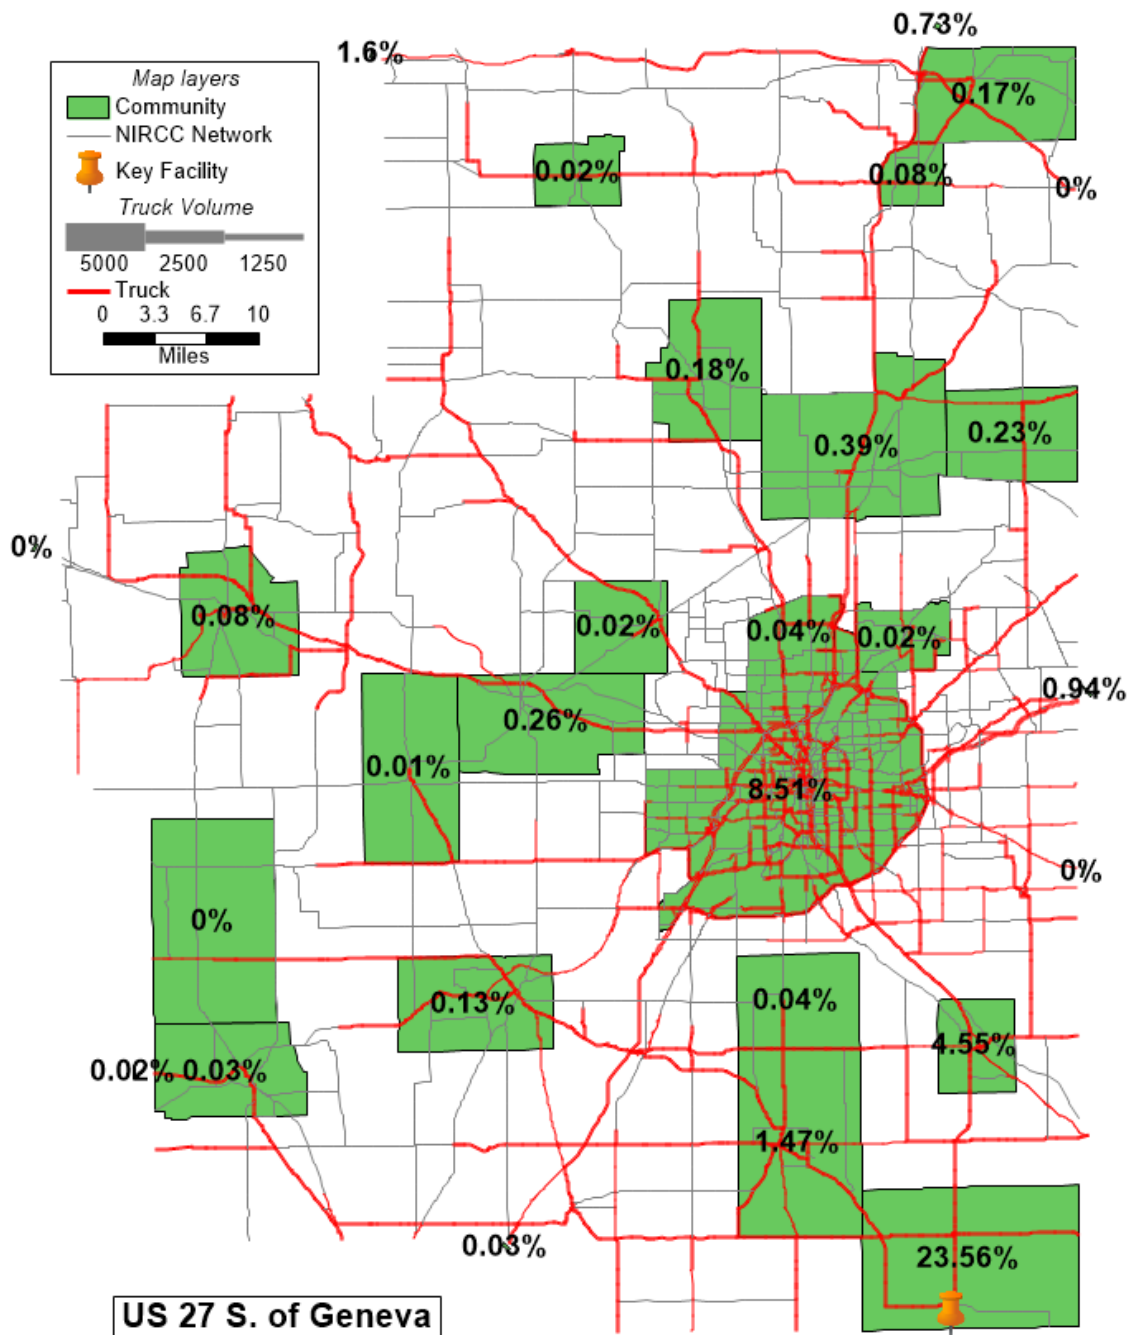 0.73%
1.6%
Map layers
Community
NIRCC Network
Key Facility
Truck Volume
5000 2500 1250
Truck
0 3.3 6.7 10
Miles
0.17%
0.02%
0.08%
0%
0.18%
0.39%
0.23%
0%
0.08%
0.02%
0.04%
0.02%
0.94%
0.26%
0.01%
8.51%
0%
0%
0.13%
0.04%
4.55%
0.02% 0.03%
1.47%
0.03%
23.56%
US 27 S. of Geneva